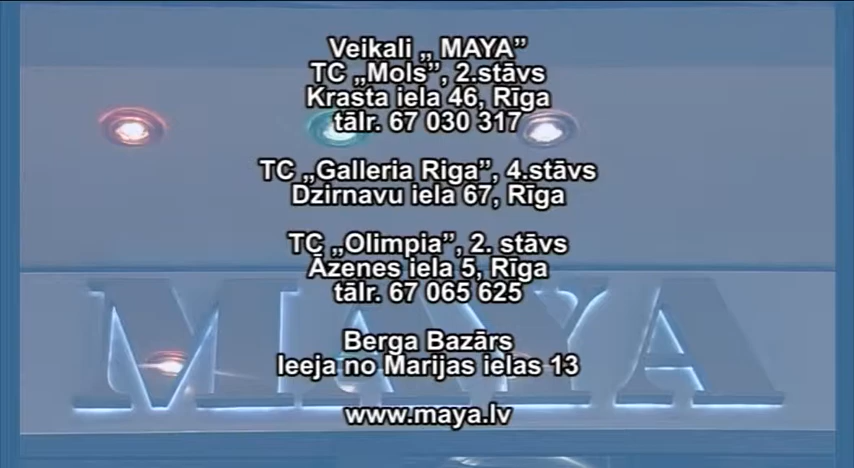 Veikali „ MAYA”
TC „Mols”, 2.stāvs
Krasta iela 46, Rīga
tālr. 67 030 317
TC „Galleria Riga”, 4.stāvs
Dzirnavu iela 67, Rīga
TC „Olimpia”, 2. stāvs
Āzenes iela 5, Rīga
tālr. 67 065 625
Berga Bazārs
Ieeja no Marijas ielas 13
www.maya.lv
MAYA